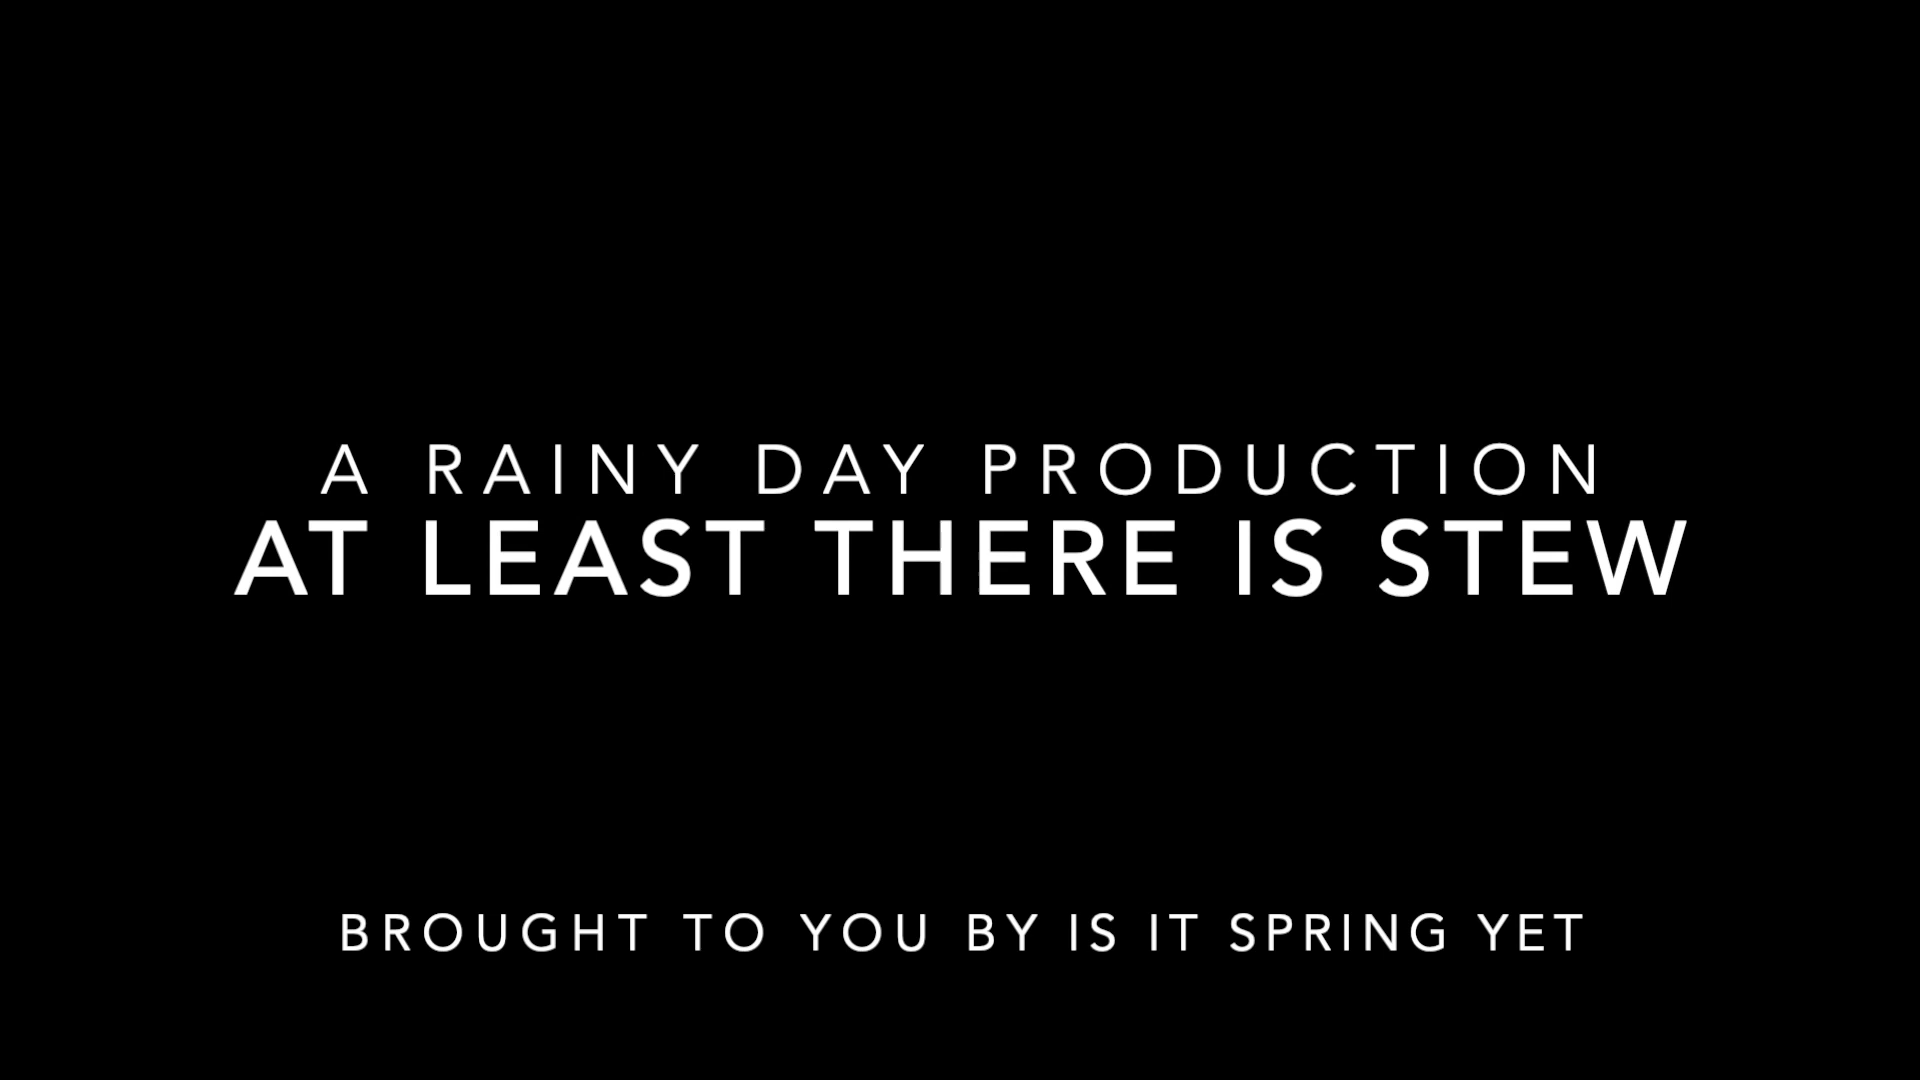 A RAINY DAY PRODUCTION
AT LEAST THERE IS STEW
BROUGHT TO YOU BY IS IT SPRING YET